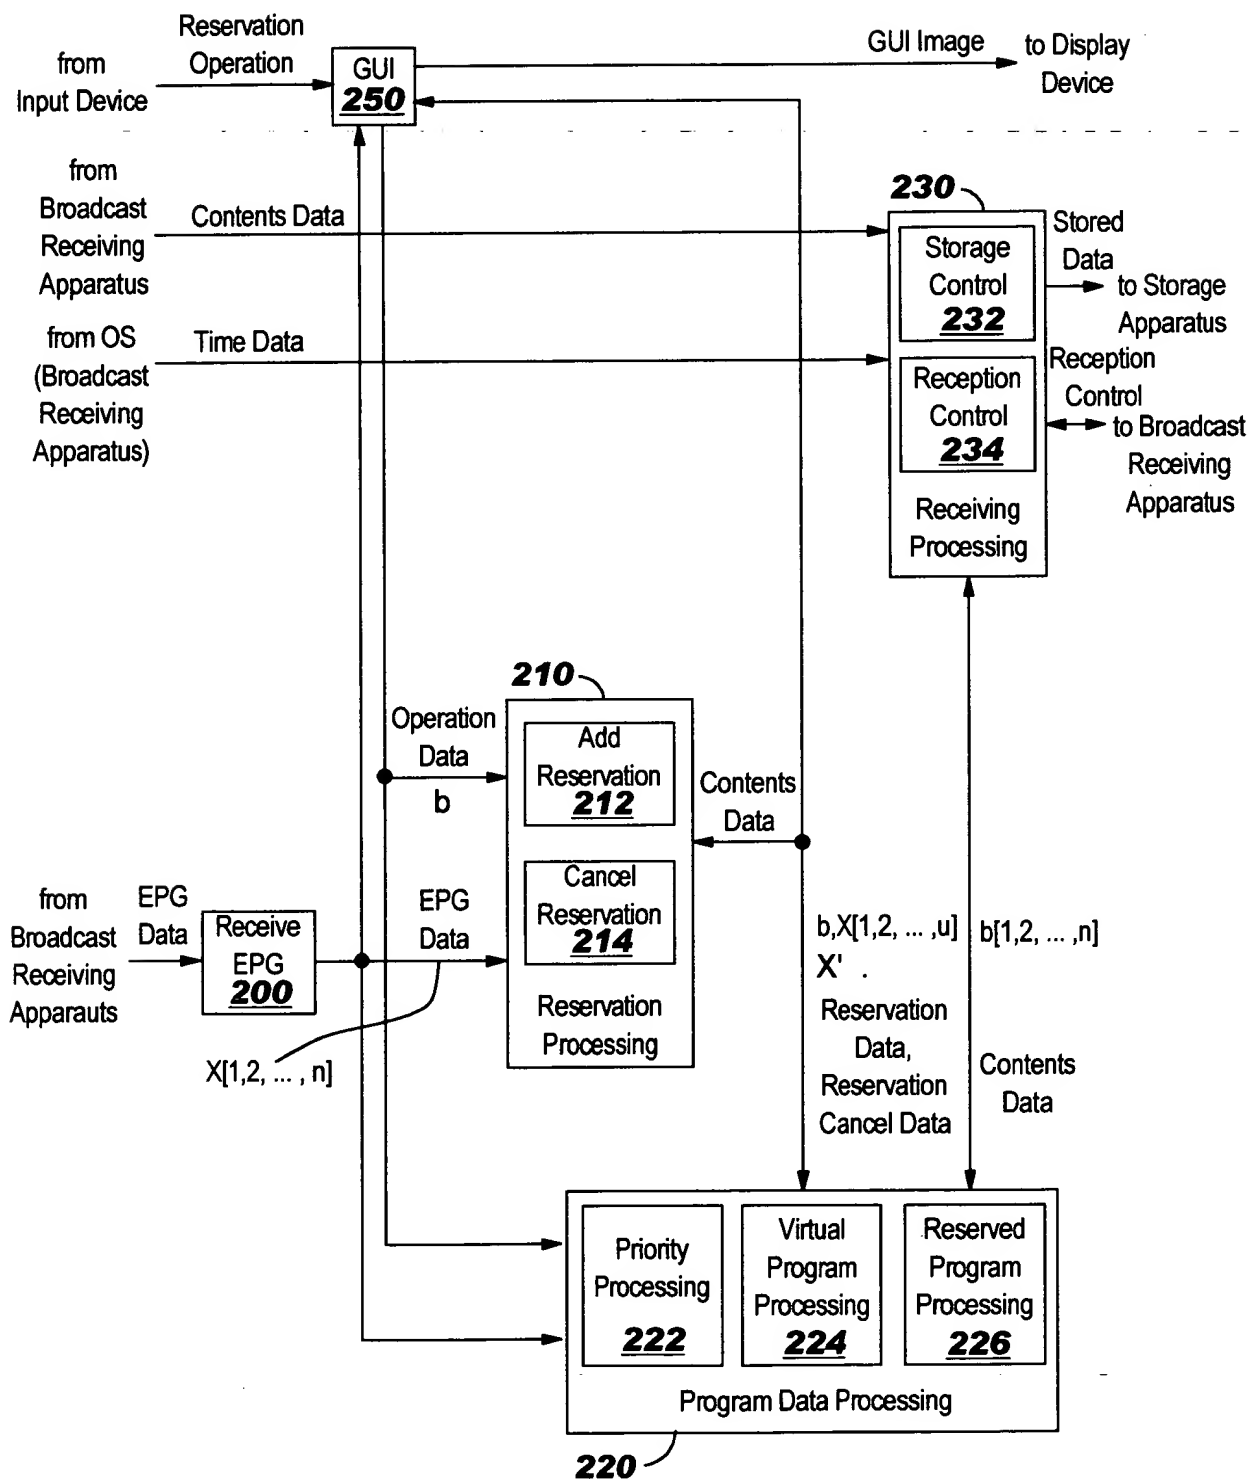 Reservation
Operation
from
Input Device
GUI
250
GUI Image
to Display
Device
from
Broadcast
Receiving
Apparatus
Contents Data
from OS
(Broadcast
Receiving
Apparatus)
Time Data
230
Storage
Control
232
Reception
Control
234
Receiving
Processing
Stored
Data
to Storage
Apparatus
Reception
Control
to Broadcast
Receiving
Apparatus
210
Operation
Data
b
Add
Reservation
212
Cancel
Reservation
214
Reservation
Processing
Contents
Data
from
Broadcast
Receiving
Apparauts
EPG
Data
Receive
EPG
200
EPG
Data
X[1,2, ... , n]
b,X[1,2, ... ,u]
X' .
Reservation
Data,
Reservation
Cancel Data
b[1,2, ... ,n]
Contents
Data
Priority
Processing
222
Virtual
Program
Processing
224
Reserved
Program
Processing
226
Program Data Processing
220